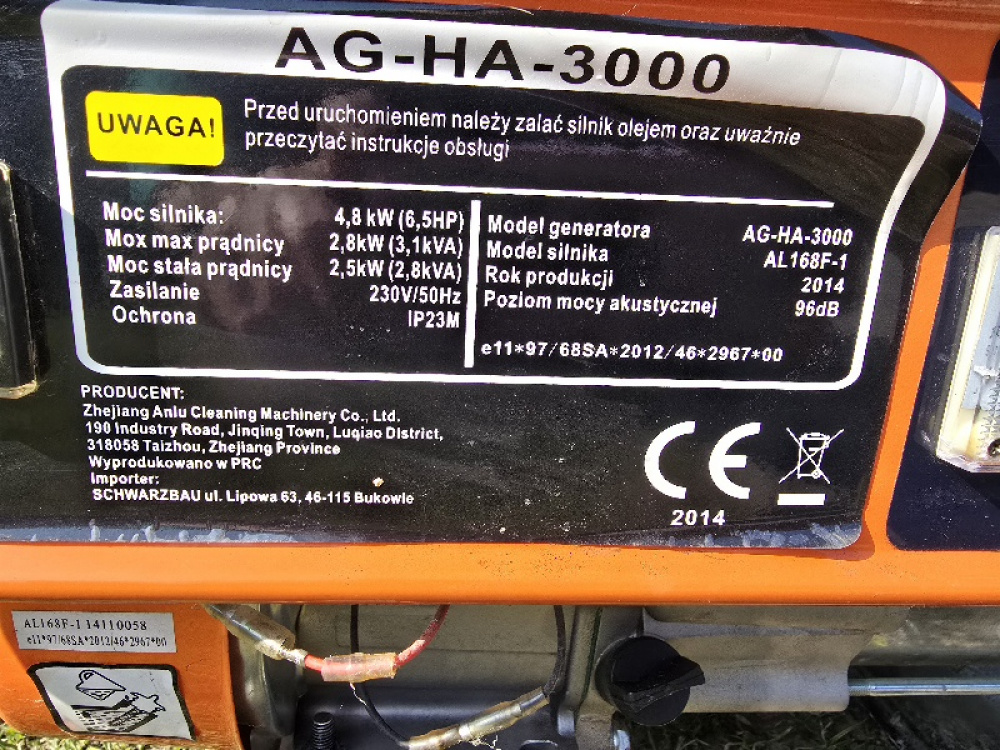 AG-HA-3000
UWAGA!
Przed uruchomieniem należy zalać silnik olejem oraz uważnie
przeczytać instrukcje obsługi
Moc silnika: 4,8 kW (6,5HP)
Mox max prądnicy 2,8kW (3,1kVA)
Moc stała prądnicy 2,5kW (2,8kVA)
Zasilanie 230V/50Hz
Ochrona IP23M
Model generatora AG-HA-3000
Model silnika AL168F-1
Rok produkcji 2014
Poziom mocy akustycznej 96dB
e11*97/68SA*2012/46*2967*00
PRODUCENT:
Zhejiang Anlu Cleaning Machinery Co., Ltd.
190 Industry Road, Jinqing Town, Luqiao District,
318058 Taizhou, Zhejiang Province
Wyprodukowano w PRC
Importer:
SCHWARZBAU ul. Lipowa 63, 46-115 Bukowie
CE
2014
AL168F-1 14110058
e11*97/68SA*2012/46*2967*00